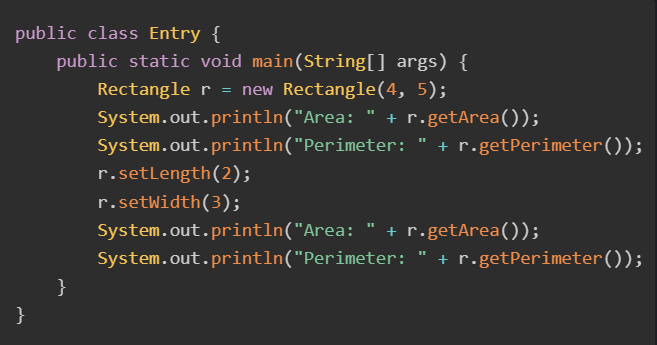 public class Entry {
    public static void main(String[] args) {
        Rectangle r = new Rectangle(4, 5);
        System.out.println("Area: " + r.getArea());
        System.out.println("Perimeter: " + r.getPerimeter());
        r.setLength(2);
        r.setWidth(3);
        System.out.println("Area: " + r.getArea());
        System.out.println("Perimeter: " + r.getPerimeter());
    }
}